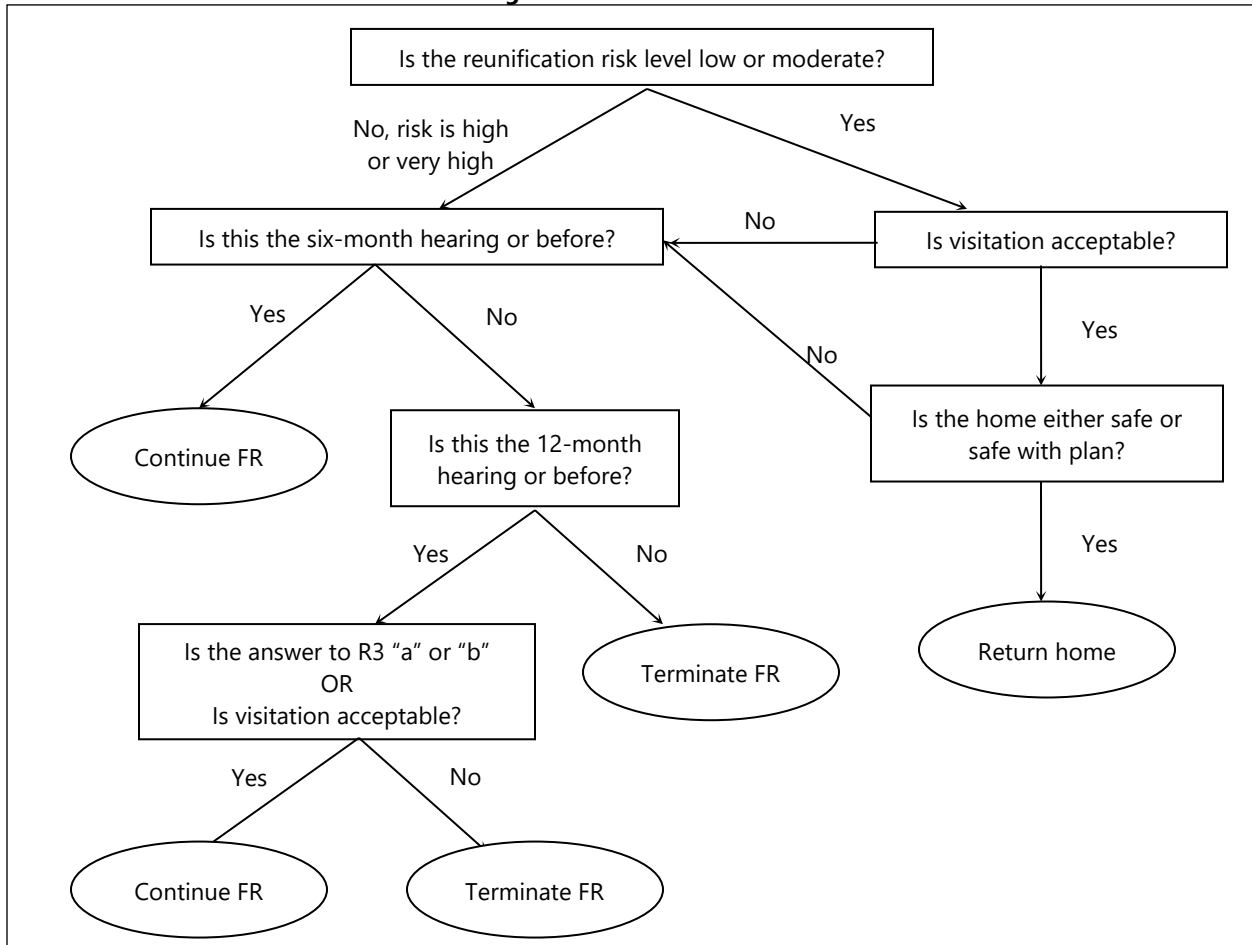 Is the reunification risk level low or moderate?
No, risk is high
or very high
Yes
Is this the six-month hearing or before?
No
Is visitation acceptable?
Yes
No
No
Yes
Continue FR
Is this the 12-month
hearing or before?
Is the home either safe or
safe with plan?
Yes
No
Yes
Is the answer to R3 “a” or “b”
OR
Is visitation acceptable?
Terminate FR
Return home
Yes
No
Continue FR
Terminate FR